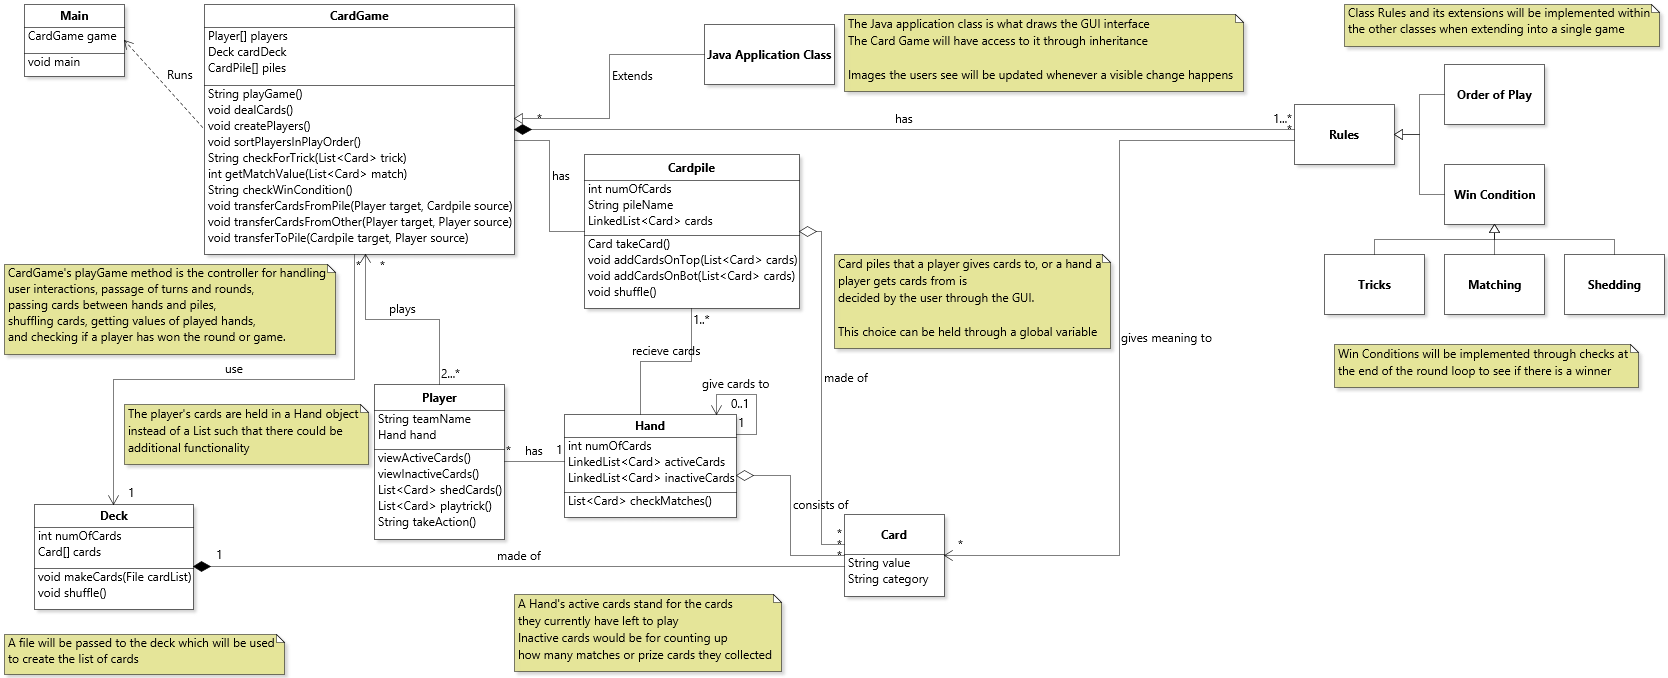 Main
CardGame game
void main
Runs
CardGame
Player[] players
Deck cardDeck
CardPile[] piles
String playGame()
void dealCards()
void createPlayers()
void sortPlayersInPlayOrder()
String checkForTrick(List<Card> trick)
int getMatchValue(List<Card> match)
String checkWinCondition()
void transferCardsFromPile(Player target, Cardpile source)
void transferCardsFromOther(Player target, Player source)
void transferToPile(Cardpile target, Player source)
Extends
*
Java Application Class
The Java application class is what draws the GUI interface
The Card Game will have access to it through inheritance
Images the users see will be updated whenever a visible change happens
Class Rules and its extensions will be implemented within
the other classes when extending into a single game
has
1...*
*
Rules
Order of Play
Win Condition
Tricks
Matching
Shedding
Win Conditions will be implemented through checks at
the end of the round loop to see if there is a winner
has
Cardpile
int numOfCards
String pileName
LinkedList<Card> cards
Card takeCard()
void addCardsOnTop(List<Card> cards)
void addCardsOnBot(List<Card> cards)
void shuffle()
Card piles that a player gives cards to, or a hand a
player gets cards from is
decided by the user through the GUI.
This choice can be held through a global variable
gives meaning to
CardGame's playGame method is the controller for handling
user interactions, passage of turns and rounds,
passing cards between hands and piles,
shuffling cards, getting values of played hands,
and checking if a player has won the round or game.
*
*
plays
2...*
use
1
1..*
recieve cards
made of
give cards to
0..1
1
The player's cards are held in a Hand object
instead of a List such that there could be
additional functionality
Player
String teamName
Hand hand
viewActiveCards()
viewInactiveCards()
List<Card> shedCards()
List<Card> playtrick()
String takeAction()
*
has
1
Hand
int numOfCards
LinkedList<Card> activeCards
LinkedList<Card> inactiveCards
List<Card> checkMatches()
consists of
*
*
*
Card
String value
String category
*
Deck
int numOfCards
Card[] cards
void makeCards(File cardList)
void shuffle()
1
made of
A file will be passed to the deck which will be used
to create the list of cards
A Hand's active cards stand for the cards
they currently have left to play
Inactive cards would be for counting up
how many matches or prize cards they collected